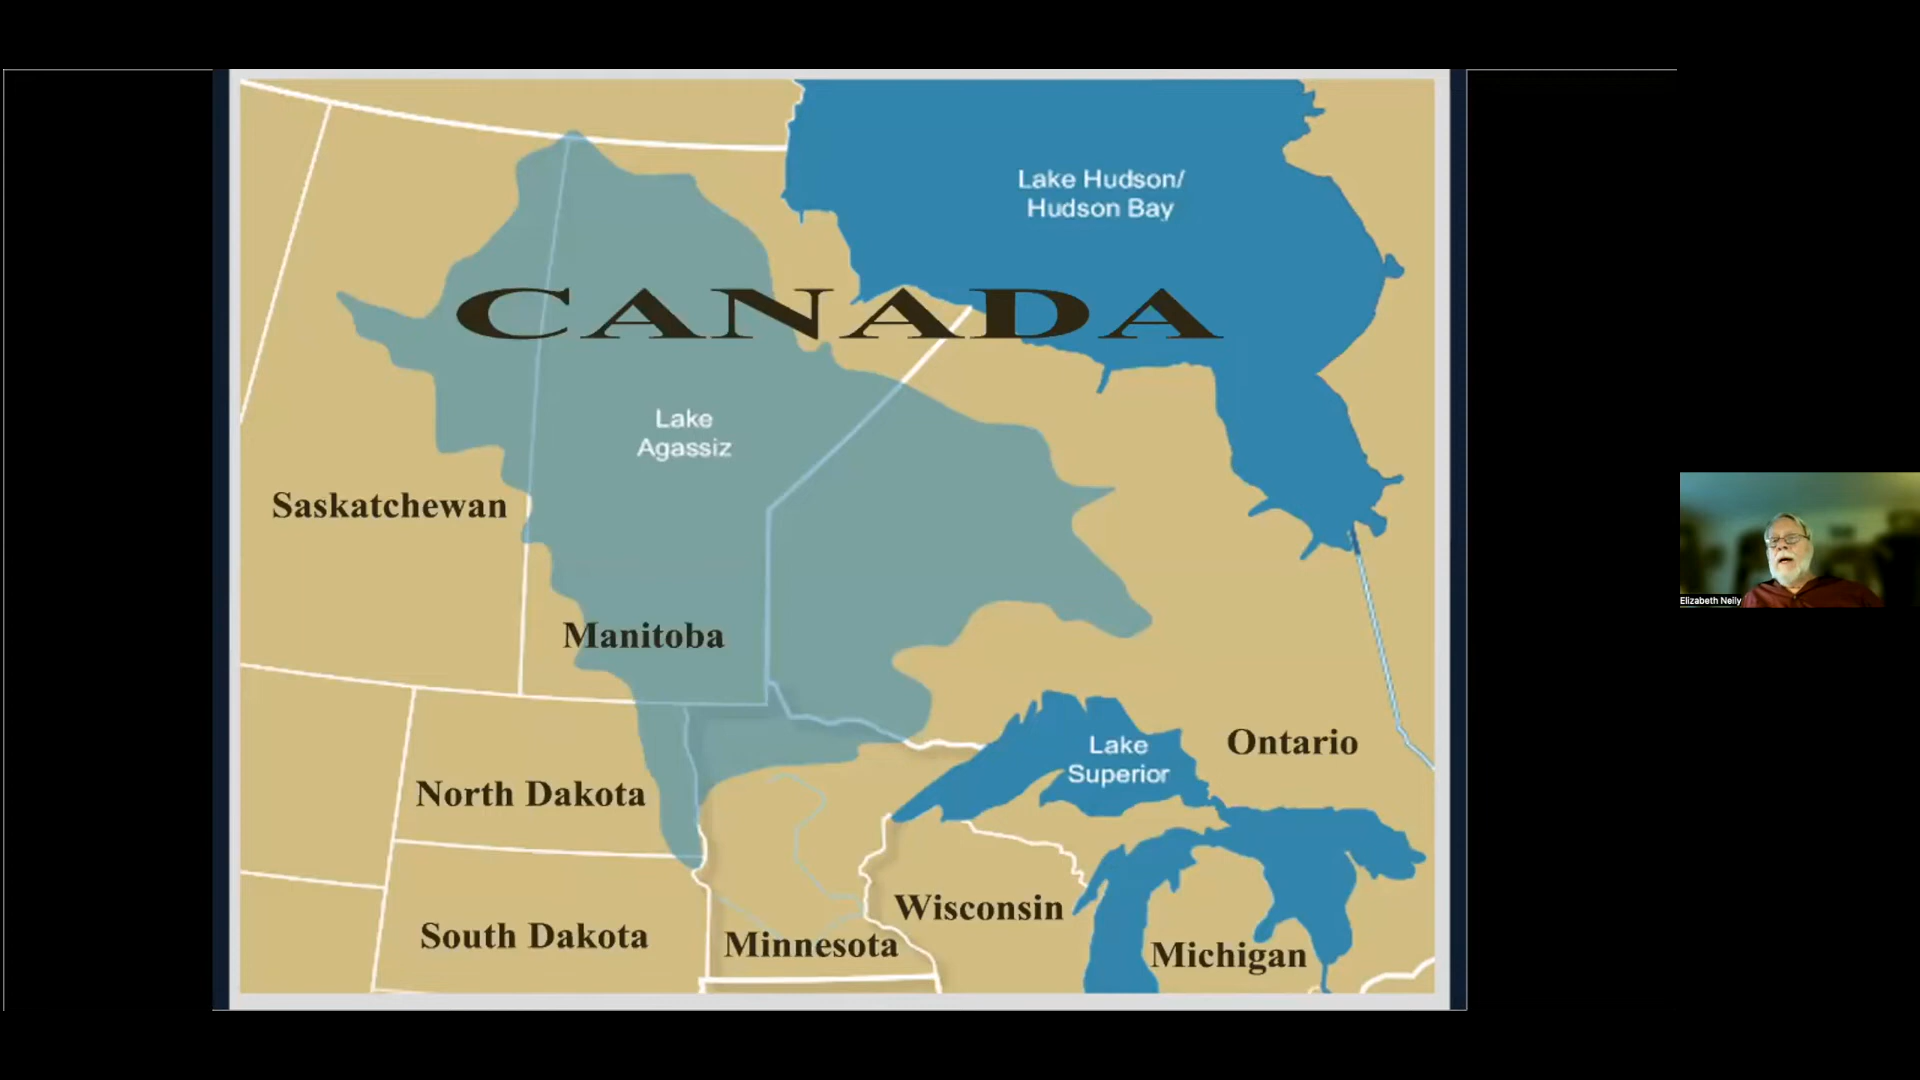 Lake Hudson/
Hudson Bay
CANADA
Lake
Agassiz
Saskatchewan
Manitoba
Ontario
Lake
Superior
North Dakota
Wisconsin
South Dakota
Minnesota
Michigan
Elizabeth Neily